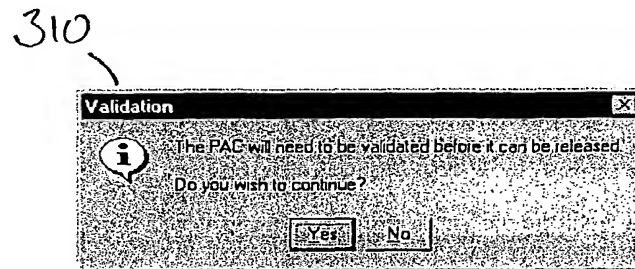 310
Validation
The PAC will need to be validated before it can be released.
Do you wish to continue?
Yes No